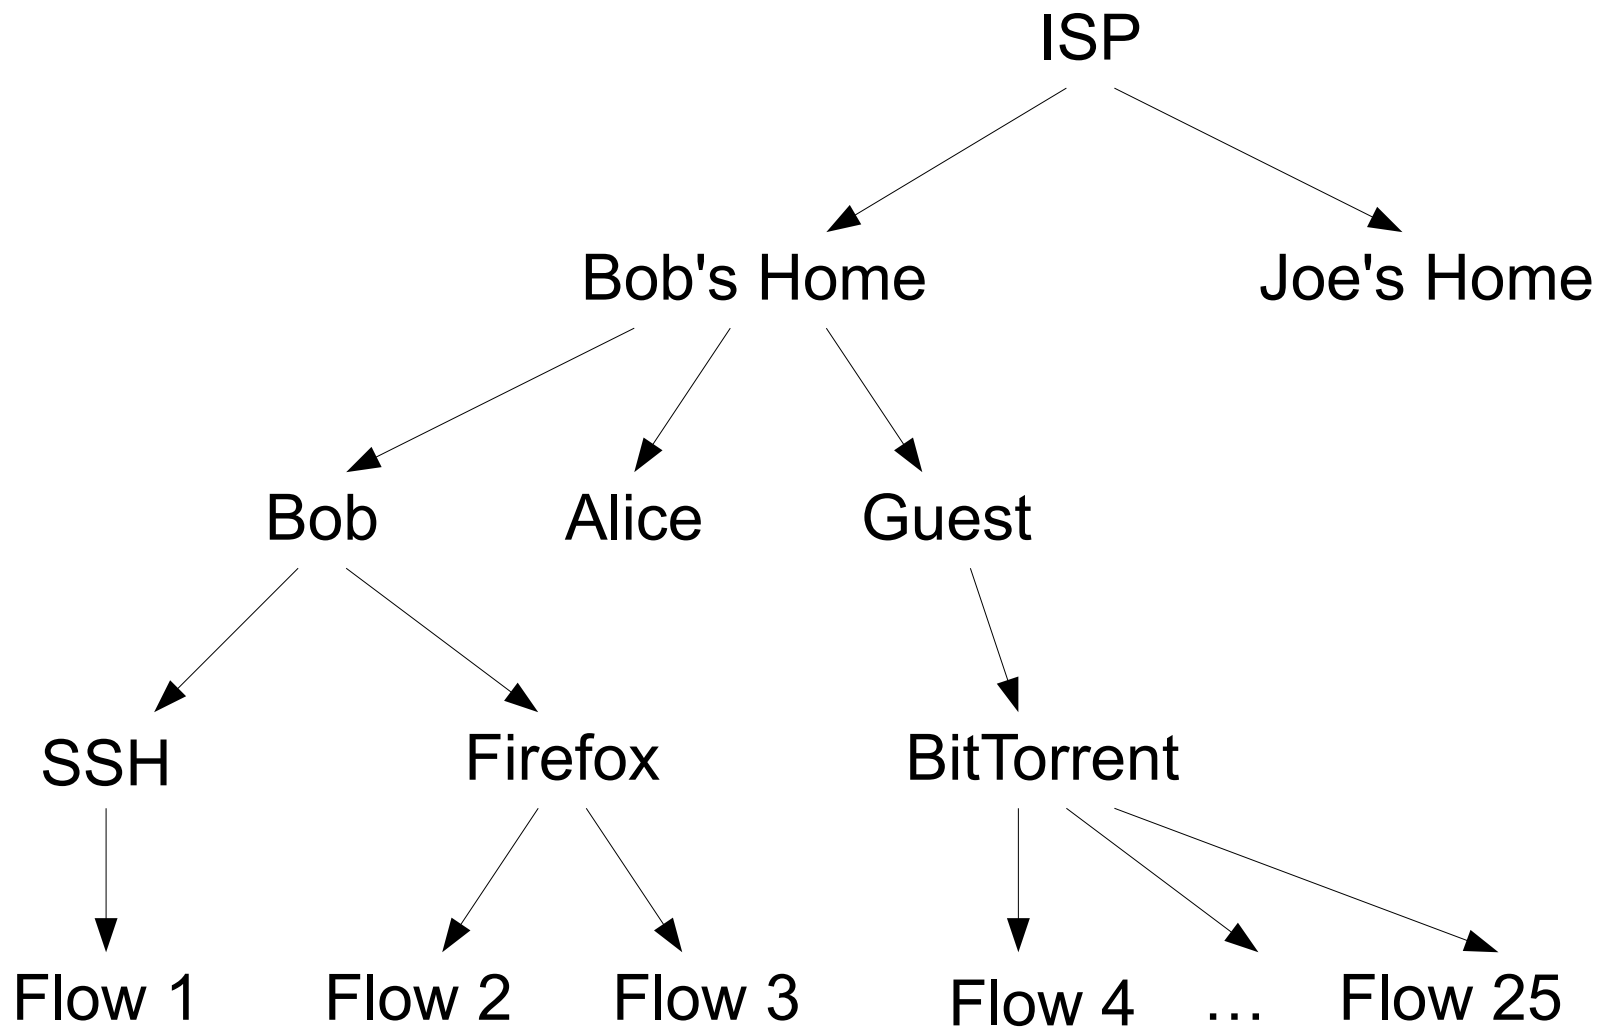 ISP
Bob's Home
Joe's Home
Bob
Alice
Guest
SSH
Firefox
BitTorrent
Flow 1
Flow 2
Flow 3
Flow 4
...
Flow 25